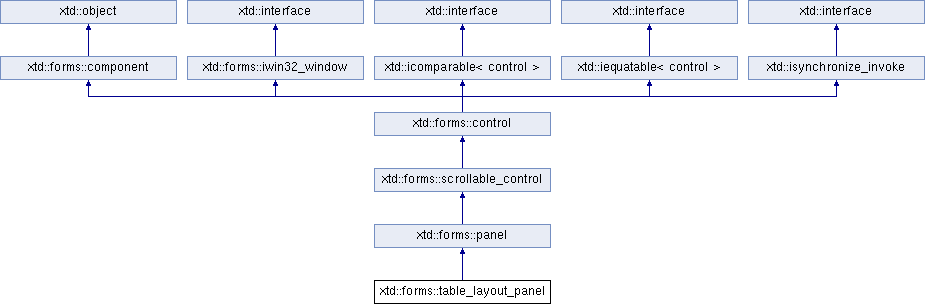 xtd::object
xtd::interface
xtd::interface
xtd::interface
xtd::interface
xtd::forms::component
xtd::forms::iwin32_window
xtd::icomparable< control >
xtd::iequatable< control >
xtd::isynchronize_invoke
xtd::forms::control
xtd::forms::scrollable_control
xtd::forms::panel
xtd::forms::table_layout_panel